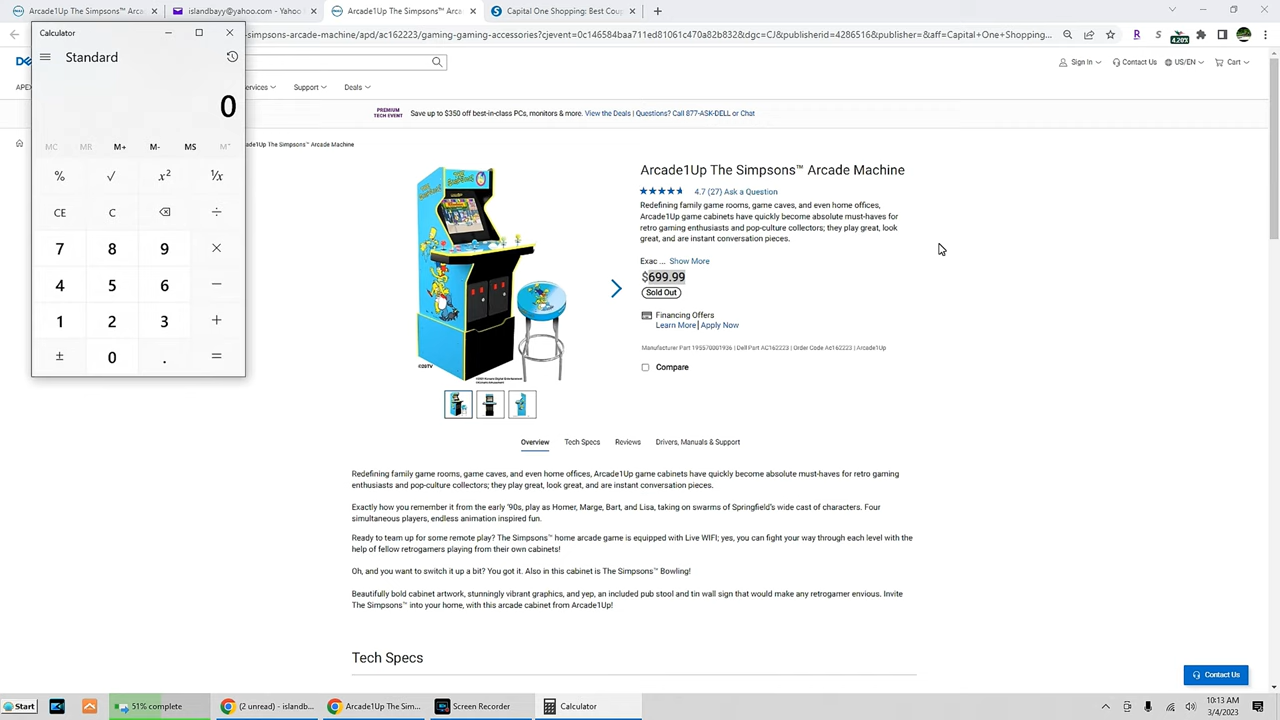 Arcade1Up The Simpsons™ Arc
islandbay@yahoo.com
Arcade1Up The Simpsons™ Arc
Capital One Shopping: Best Cou
-simpsons-arcade-machine/apd/ac162223/gaming-gaming-accessories?cjevent=0c146584baa711ed81061c470a82b832&dgc=CJ&publisherid=4286516&publisher=&aff=Capital+One+Shopping...
4.20%
Calculator
Standard
0
MC MR M+ M- MS
% √ x² ¹/x
CE C ⌫ ÷
7 8 9 ×
4 5 6 −
1 2 3 +
± 0 . =
Sign In Contact Us US/EN Cart
APEX
ervices Support Deals
PREMIUM
TECH EVENT
Save up to $350 off best-in-class PCs, monitors & more. View the Deals | Questions? Call 877-ASK-DELL or Chat
ade1Up The Simpsons™ Arcade Machine
Arcade1Up The Simpsons™ Arcade Machine
4.7 (27) Ask a Question
Redefining family game rooms, game caves, and even home offices,
Arcade1Up game cabinets have quickly become absolute must-haves for
retro gaming enthusiasts and pop-culture collectors; they play great, look
great, and are instant conversation pieces.
Exac ... Show More
$699.99
Sold Out
Financing Offers
Learn More | Apply Now
Manufacturer Part 195570001936 | Dell Part AC162223 | Order Code Ac162223 | Arcade1Up
Compare
Overview Tech Specs Reviews Drivers, Manuals & Support
Redefining family game rooms, game caves, and even home offices, Arcade1Up game cabinets have quickly become absolute must-haves for retro gaming
enthusiasts and pop-culture collectors; they play great, look great, and are instant conversation pieces.
Exactly how you remember it from the early '90s, play as Homer, Marge, Bart, and Lisa, taking on swarms of Springfield's wide cast of characters. Four
simultaneous players, endless animation inspired fun.
Ready to team up for some remote play? The Simpsons™ home arcade game is equipped with Live WIFI; yes, you can fight your way through each level with the
help of fellow retrogamers playing from their own cabinets!
Oh, and you want to switch it up a bit? You got it. Also in this cabinet is The Simpsons™ Bowling!
Beautifully bold cabinet artwork, stunningly vibrant graphics, and yep, an included pub stool and tin wall sign that would make any retrogamer envious. Invite
The Simpsons™ into your home, with this arcade cabinet from Arcade1Up!
Tech Specs
Contact Us
Start
51% complete
(2 unread) - islandb...
Arcade1Up The Sim...
Screen Recorder
Calculator
10:13 AM
3/4/2023